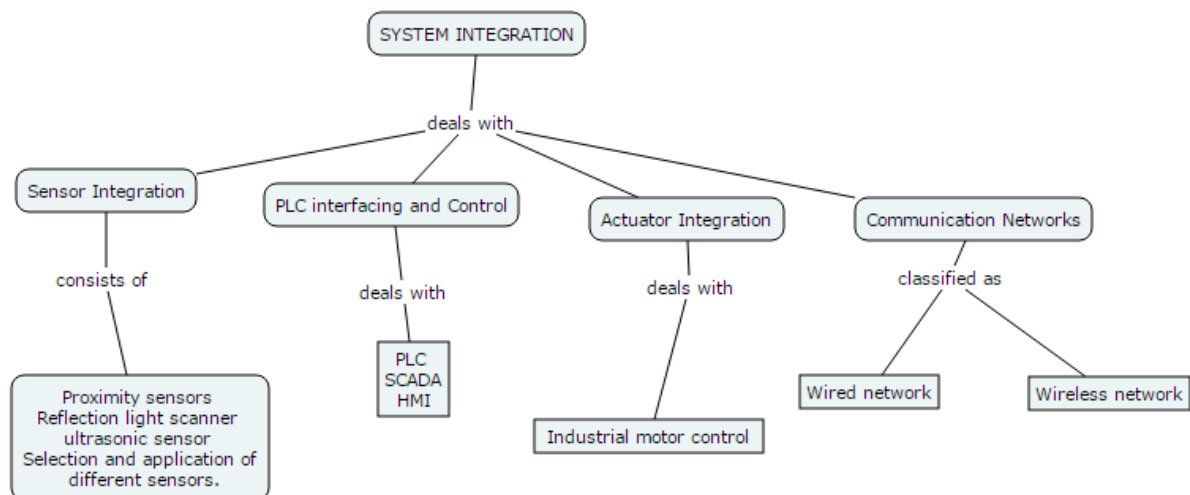 SYSTEM INTEGRATION
deals with
Sensor Integration
PLC interfacing and Control
Actuator Integration
Communication Networks
consists of
deals with
deals with
classified as
Proximity sensors
Reflection light scanner
ultrasonic sensor
Selection and application of
different sensors.
PLC
SCADA
HMI
Industrial motor control
Wired network
Wireless network